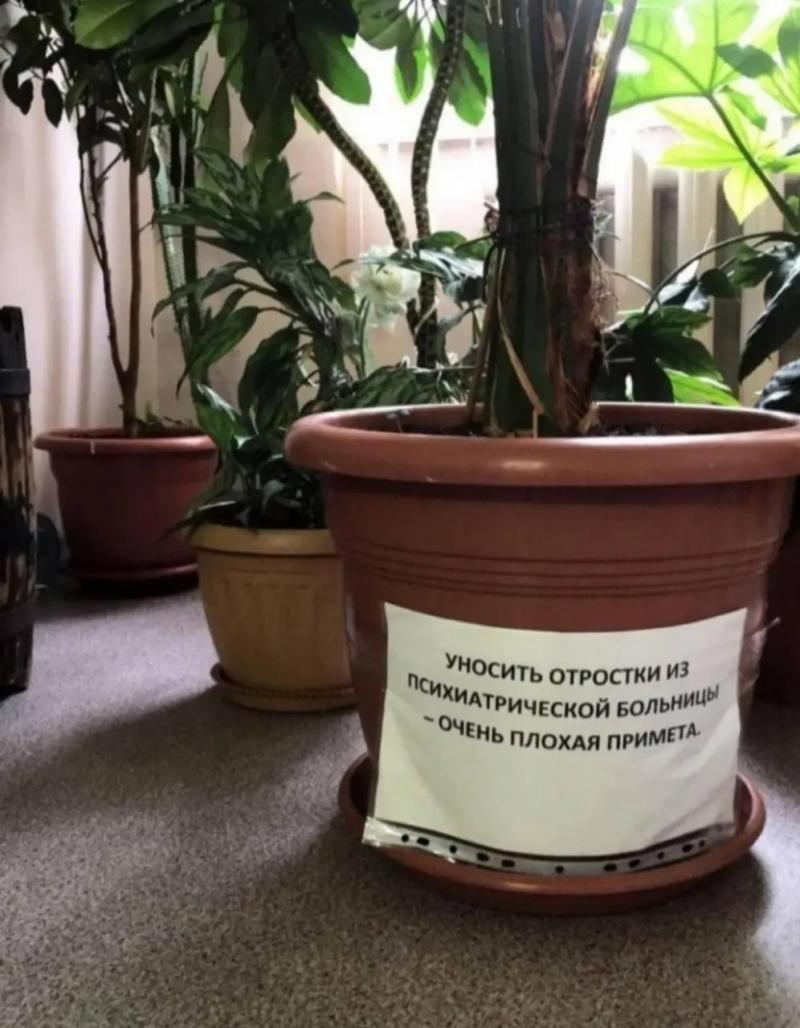 УНОСИТЬ ОТРОСТКИ ИЗ
ПСИХИАТРИЧЕСКОЙ БОЛЬНИЦЫ
– ОЧЕНЬ ПЛОХАЯ ПРИМЕТА.